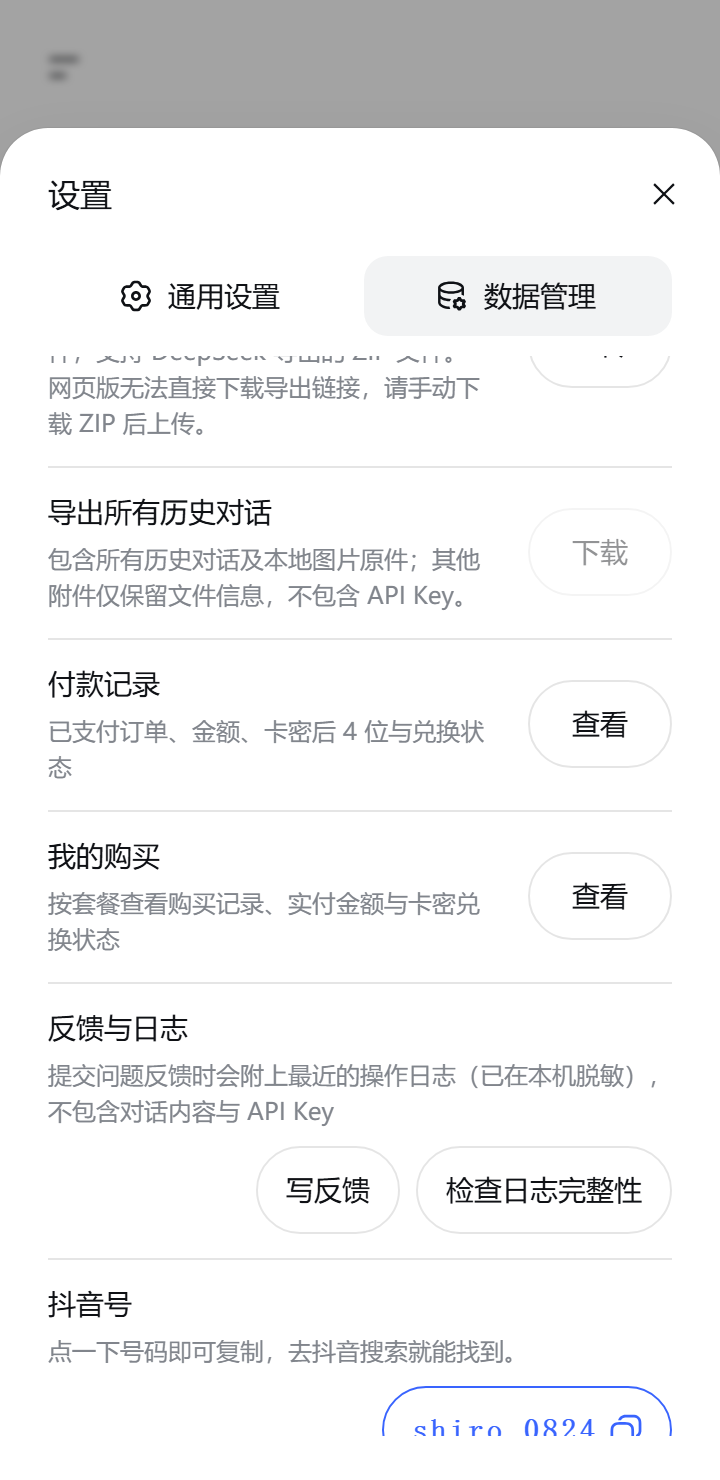 设置
通用设置
数据管理
件，支持 DeepSeek 导出的 ZIP 文件。
网页版无法直接下载导出链接，请手动下
载 ZIP 后上传。
导出所有历史对话
包含所有历史对话及本地图片原件；其他
附件仅保留文件信息，不包含 API Key。
下载
付款记录
已支付订单、金额、卡密后 4 位与兑换状
态
查看
我的购买
按套餐查看购买记录、实付金额与卡密兑
换状态
查看
反馈与日志
提交问题反馈时会附上最近的操作日志（已在本机脱敏），
不包含对话内容与 API Key
写反馈
检查日志完整性
抖音号
点一下号码即可复制，去抖音搜索就能找到。
shiro_0824